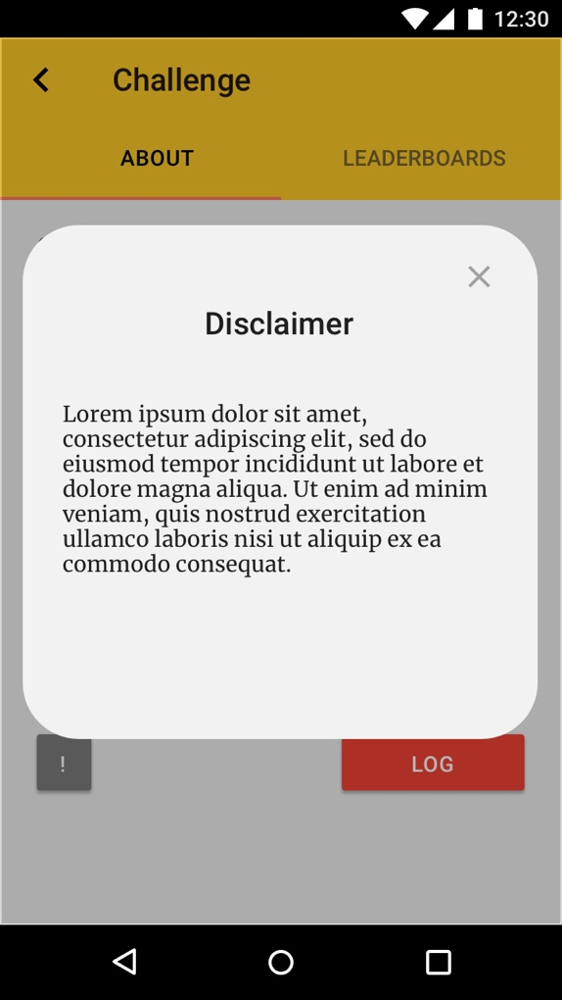 12:30
Challenge
ABOUT
LEADERBOARDS
Disclaimer
Lorem ipsum dolor sit amet,
consectetur adipiscing elit, sed do
eiusmod tempor incididunt ut labore et
dolore magna aliqua. Ut enim ad minim
veniam, quis nostrud exercitation
ullamco laboris nisi ut aliquip ex ea
commodo consequat.
!
LOG